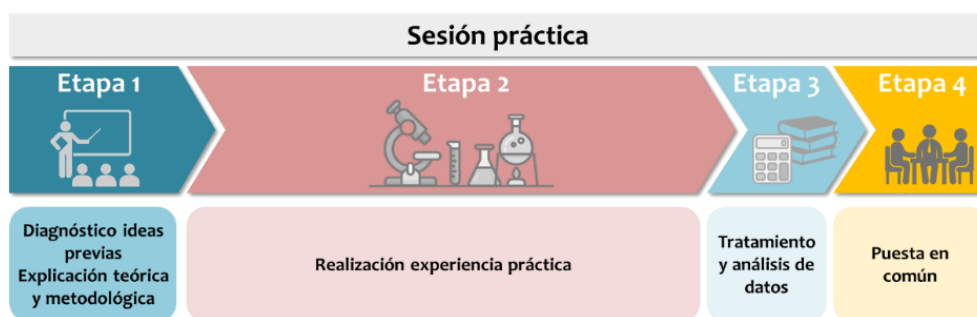 Sesión práctica
Etapa 1
Etapa 2
Etapa 3
Etapa 4
Diagnóstico ideas
previas
Explicación teórica
y metodológica
Realización experiencia práctica
Tratamiento
y análisis de
datos
Puesta en
común